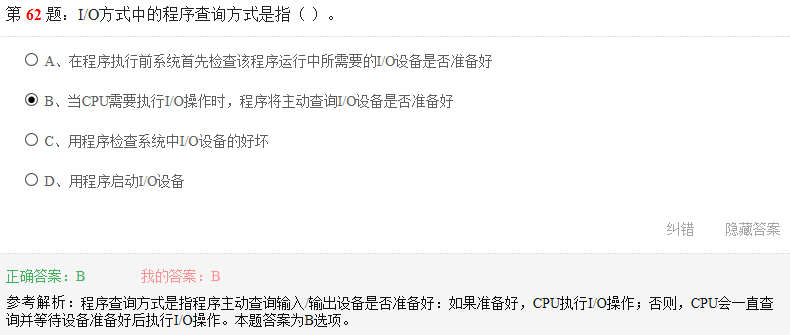 第 62 题：I/O方式中的程序查询方式是指（ ）。
A、在程序执行前系统首先检查该程序运行中所需要的I/O设备是否准备好
B、当CPU需要执行I/O操作时，程序将主动查询I/O设备是否准备好
C、用程序检查系统中I/O设备的好坏
D、用程序启动I/O设备
纠错 隐藏答案
正确答案：B 我的答案：B
参考解析：程序查询方式是指程序主动查询输入/输出设备是否准备好：如果准备好，CPU执行I/O操作；否则，CPU会一直查
询并等待设备准备好后执行I/O操作。本题答案为B选项。